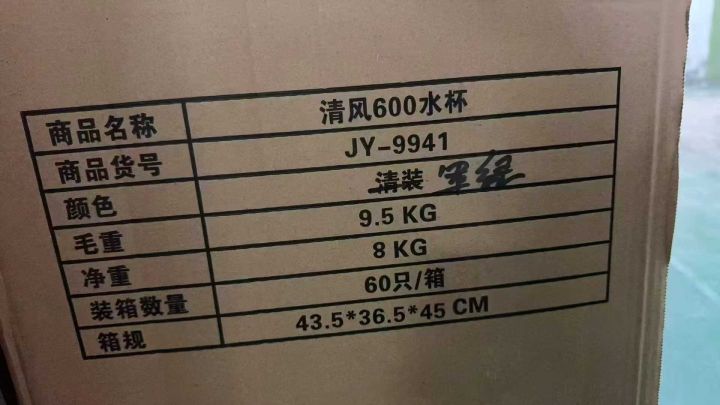 商品名称 清风600水杯
商品货号 JY-9941
颜色 清装
毛重 9.5 KG
净重 8 KG
装箱数量 60只/箱
箱规 43.5*36.5*45 CM